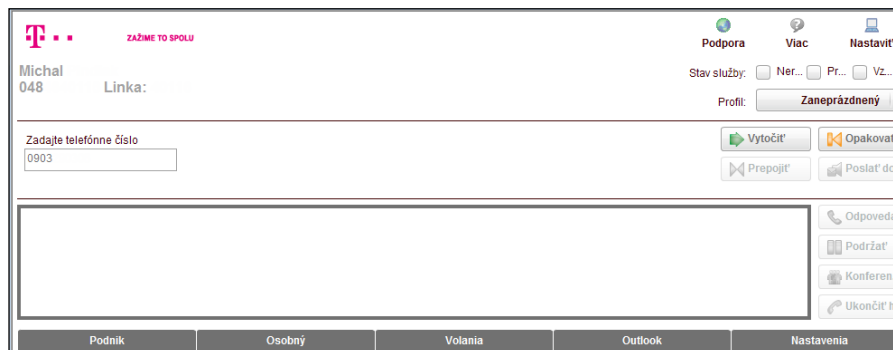 T
ZAŽIME TO SPOLU
Podpora Viac Nastaviť
Michal
048 Linka:
Stav služby: Ner... Pr... Vz...
Profil: Zaneprázdnený
Zadajte telefónne číslo
0903
Vytočiť Opakovať
Prepojiť Poslať do
Odpoveda
Podržať
Konferen
Ukončiť h
Podnik Osobný Volania Outlook Nastavenia